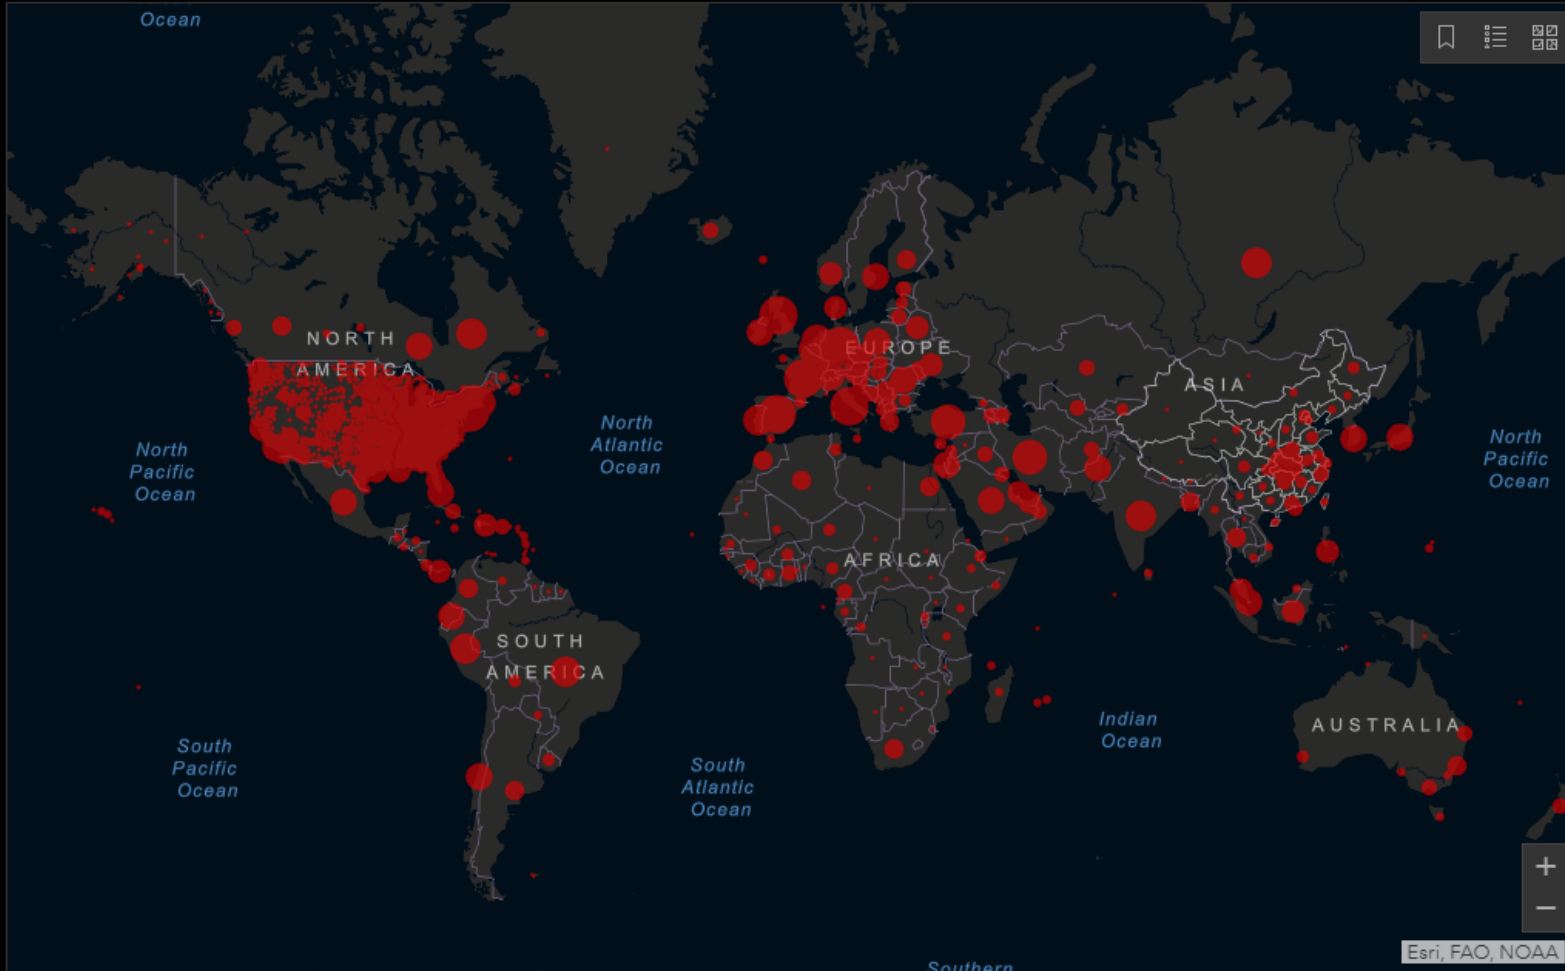 Ocean
NORTH
AMERICA
EUROPE
ASIA
North
Atlantic
Ocean
North
Pacific
Ocean
North
Pacific
Ocean
AFRICA
SOUTH
AMERICA
Indian
Ocean
AUSTRALIA
South
Pacific
Ocean
South
Atlantic
Ocean
+
−
Esri, FAO, NOAA
Southern